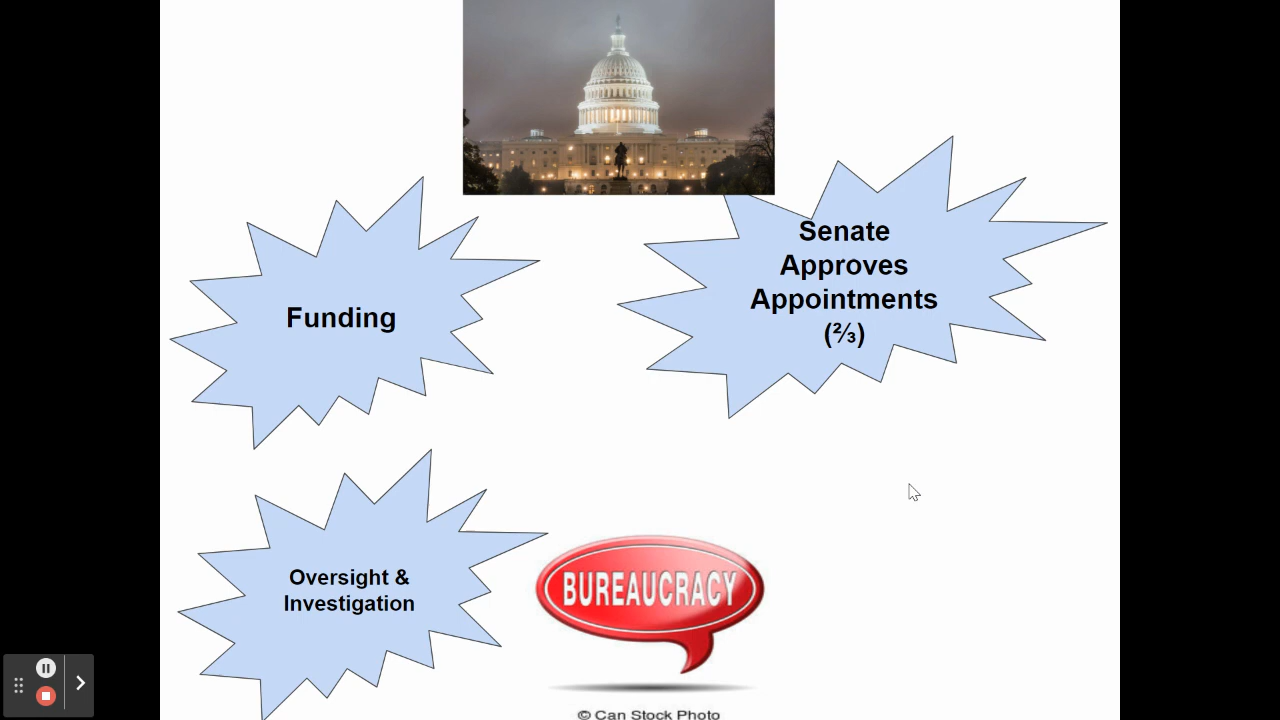 Funding
Senate
Approves
Appointments
(⅔)
Oversight &
Investigation
BUREAUCRACY
© Can Stock Photo